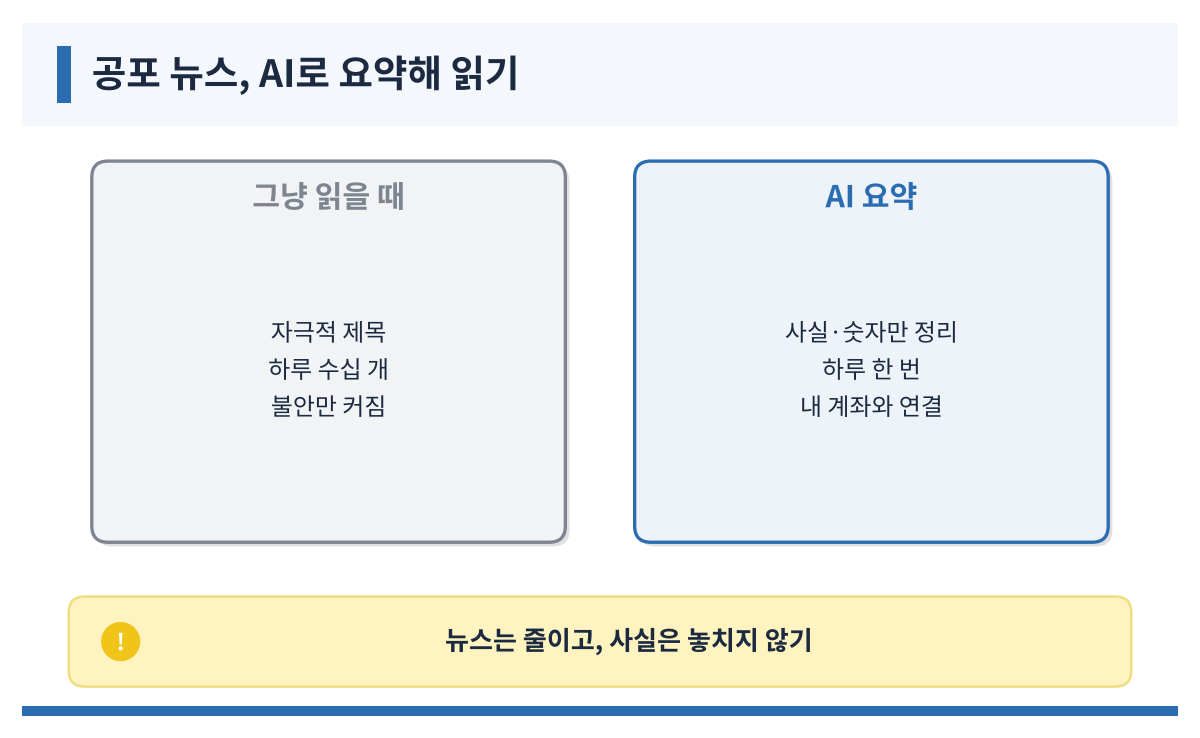 공포 뉴스, AI로 요약해 읽기
그냥 읽을 때
자극적 제목
하루 수십 개
불안만 커짐
AI 요약
사실·숫자만 정리
하루 한 번
내 계좌와 연결
!
뉴스는 줄이고, 사실은 놓치지 않기